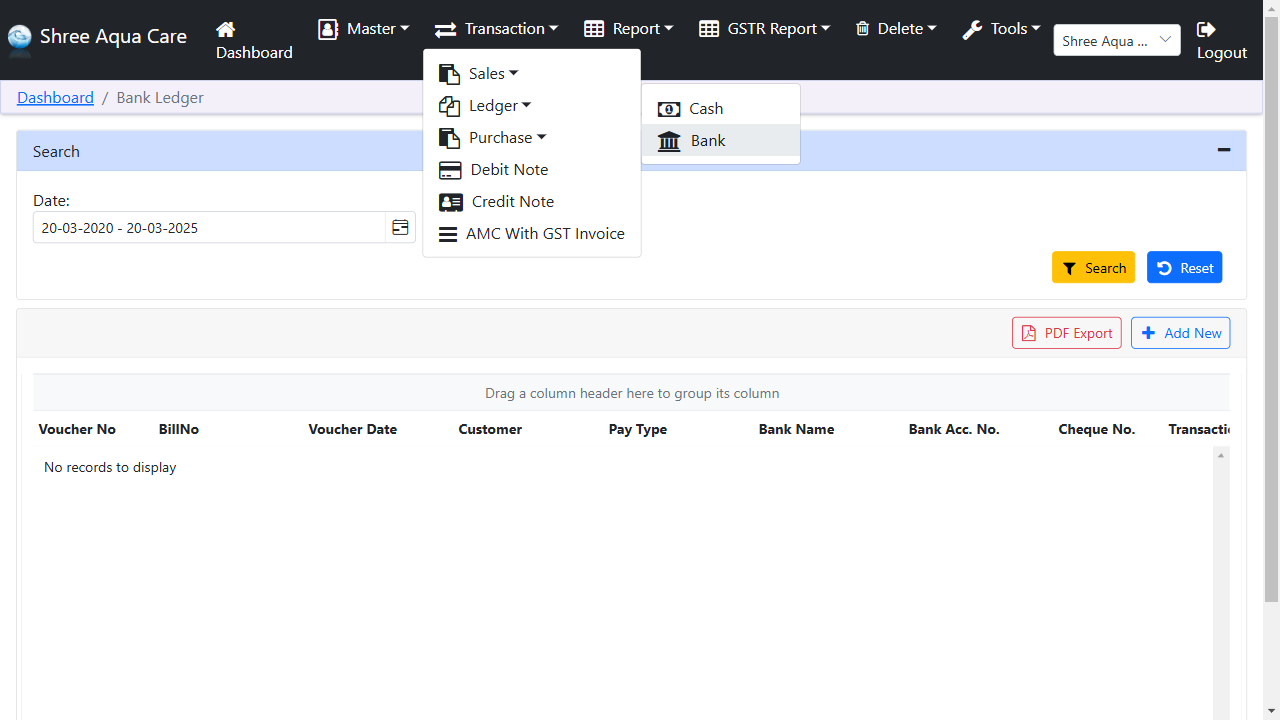 Shree Aqua Care
Dashboard
Master
Transaction
Report
GSTR Report
Delete
Tools
Shree Aqua ...
Logout
Sales
Ledger
Purchase
Debit Note
Credit Note
AMC With GST Invoice
Cash
Bank
Dashboard / Bank Ledger
Search
Date:
20-03-2020 - 20-03-2025
Search
Reset
PDF Export
Add New
Drag a column header here to group its column
Voucher No BillNo Voucher Date Customer Pay Type Bank Name Bank Acc. No. Cheque No. Transactio
No records to display